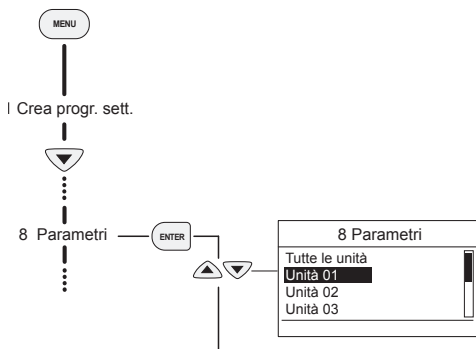 MENU
Crea progr. sett.
8 Parametri
ENTER
8 Parametri
Tutte le unità
Unità 01
Unità 02
Unità 03